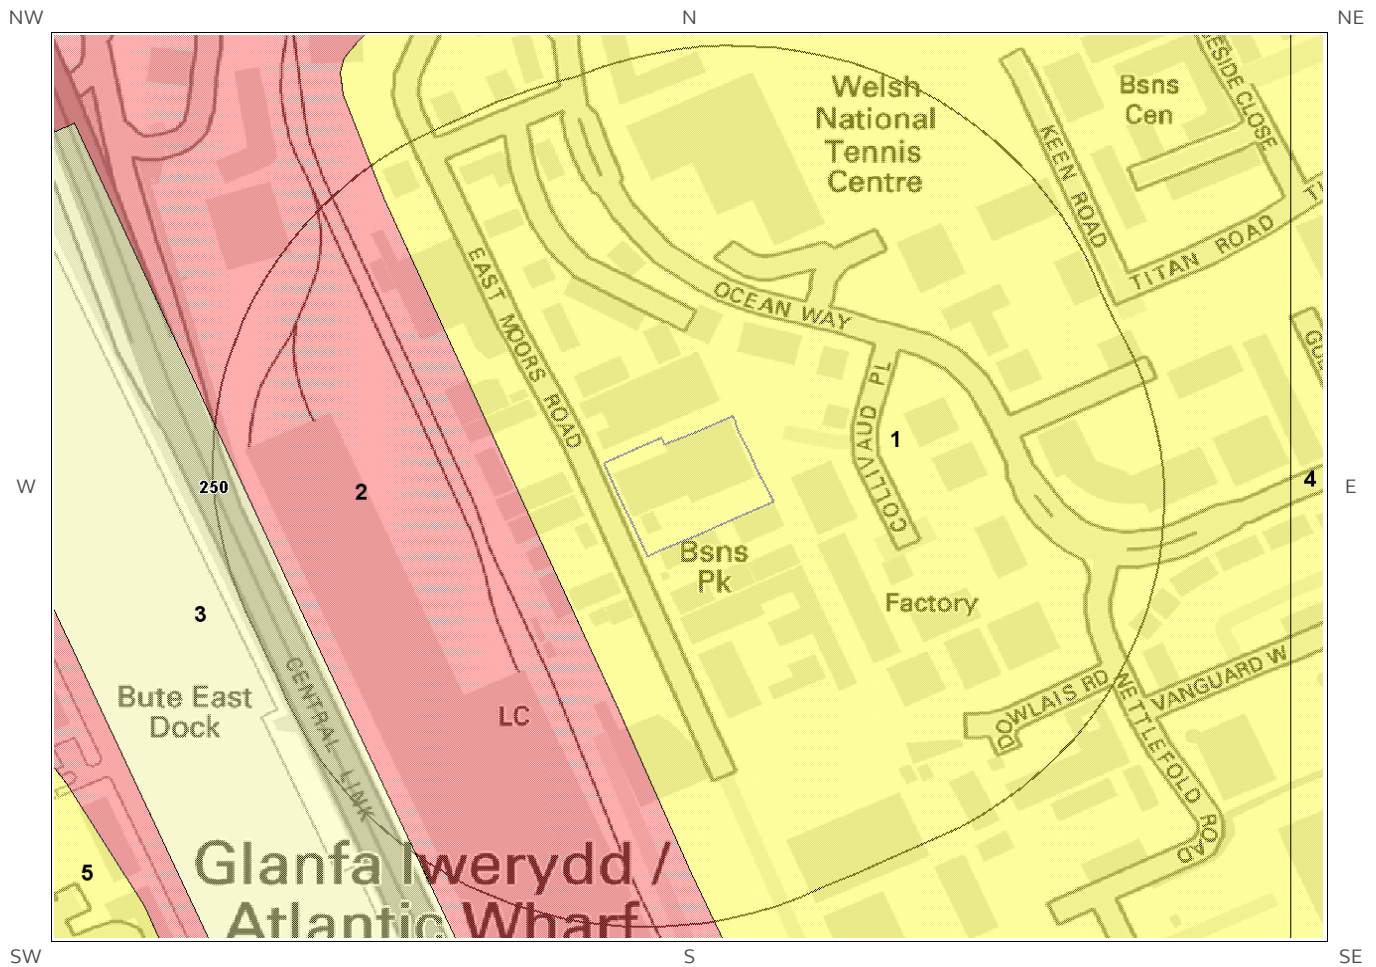 NW
N
NE
Welsh
National
Tennis
Centre
Bsns
Cen
ESIDE CLOSE
KEEN ROAD
TITAN ROAD
EAST MOORS ROAD
OCEAN WAY
COLLIVAUD PL
1
2
250
4
W
E
Bsns
Pk
Factory
3
CENTRAL LINK
Bute East
Dock
LC
DOWLAIS RD
VANGUARD W
NETTLEFOLD ROAD
Glanfa Iwerydd /
Atlantic Wharf
5
SW
S
SE